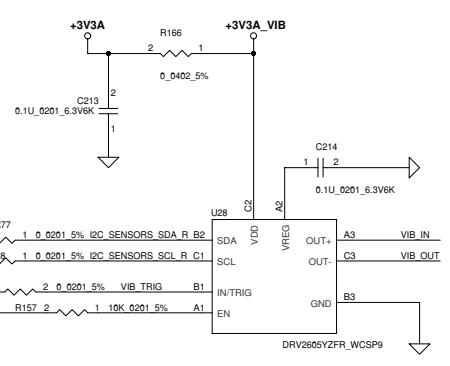 +3V3A
+3V3A_VIB
R166
2
1
0_0402_5%
2
C213
0.1U_0201_6.3V6K
1
C214
1
2
0.1U_0201_6.3V6K
C2
A2
U28
VDD
VREG
77
1 0_0201_5% I2C_SENSORS_SDA_R B2 SDA
OUT+ A3 VIB_IN
8
1 0_0201_5% I2C_SENSORS_SCL_R C1 SCL
OUT- C3 VIB_OUT
2 0_0201_5% VIB_TRIG B1 IN/TRIG
GND B3
R157 2 1 10K_0201_5% A1 EN
DRV2605YZFR_WCSP9